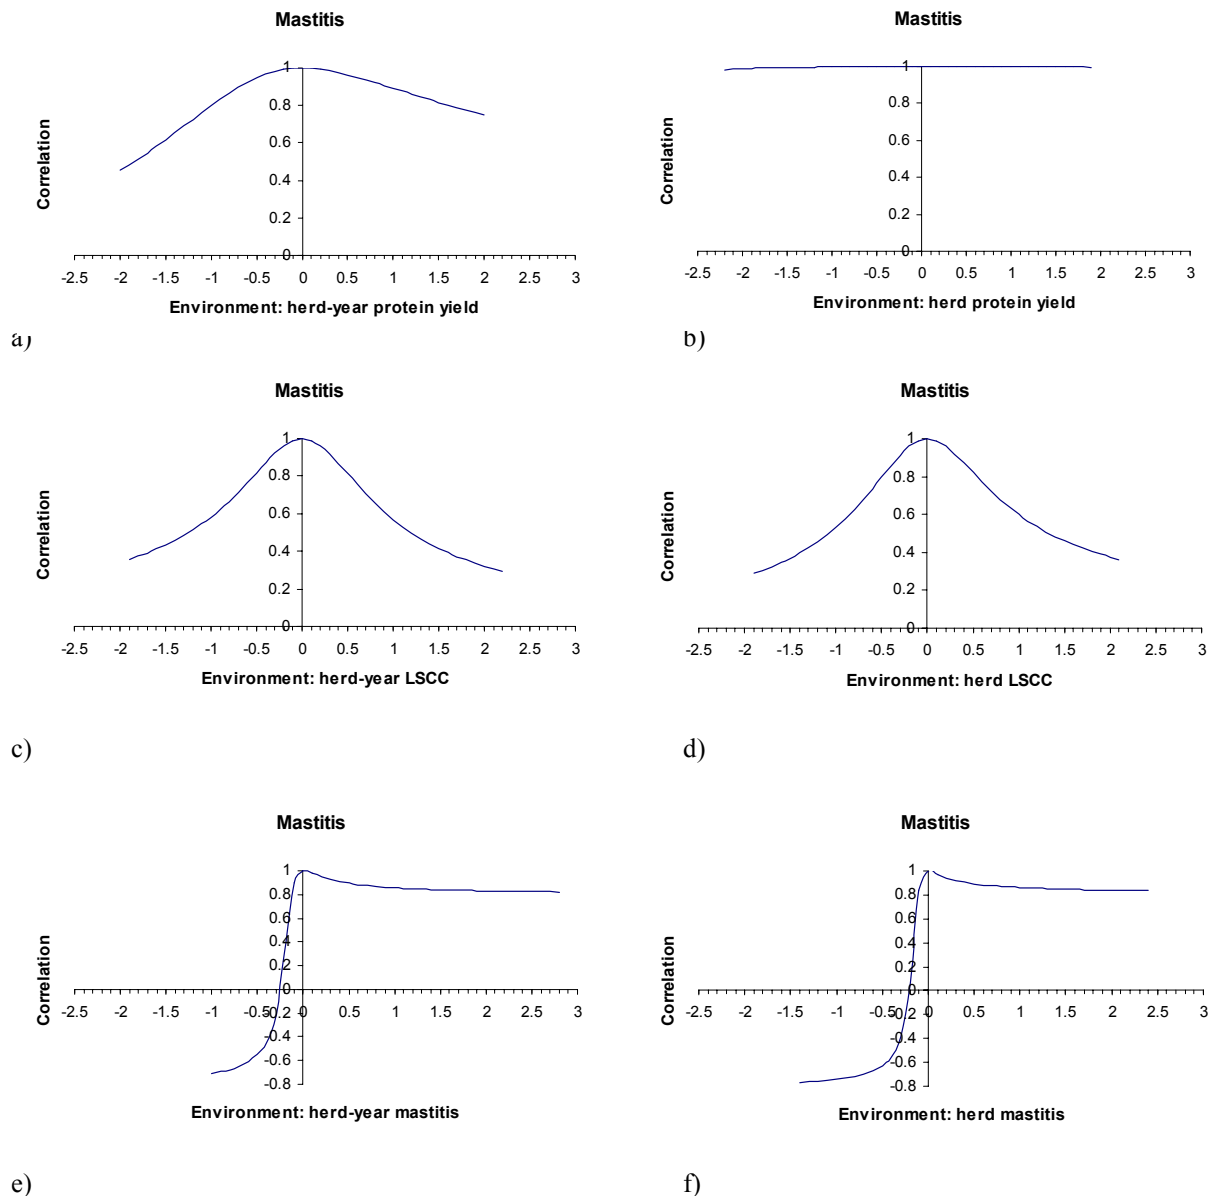 Mastitis
Correlation
1
0.8
0.6
0.4
0.2
0
-2.5 -2 -1.5 -1 -0.5 0 0.5 1 1.5 2 2.5 3
Environment: herd-year protein yield
a)
Mastitis
Correlation
1
0.8
0.6
0.4
0.2
0
-2.5 -2 -1.5 -1 -0.5 0 0.5 1 1.5 2 2.5 3
Environment: herd protein yield
b)
Mastitis
Correlation
1
0.8
0.6
0.4
0.2
0
-2.5 -2 -1.5 -1 -0.5 0 0.5 1 1.5 2 2.5 3
Environment: herd-year LSCC
c)
Mastitis
Correlation
1
0.8
0.6
0.4
0.2
0
-2.5 -2 -1.5 -1 -0.5 0 0.5 1 1.5 2 2.5 3
Environment: herd LSCC
d)
Mastitis
Correlation
1
0.8
0.6
0.4
0.2
0
-2.5 -2 -1.5 -1 -0.5 0 0.5 1 1.5 2 2.5 3
-0.2
-0.4
-0.6
-0.8
Environment: herd-year mastitis
e)
Mastitis
Correlation
1
0.8
0.6
0.4
0.2
0
-2.5 -2 -1.5 -1 -0.5 0 0.5 1 1.5 2 2.5 3
-0.2
-0.4
-0.6
-0.8
Environment: herd mastitis
f)